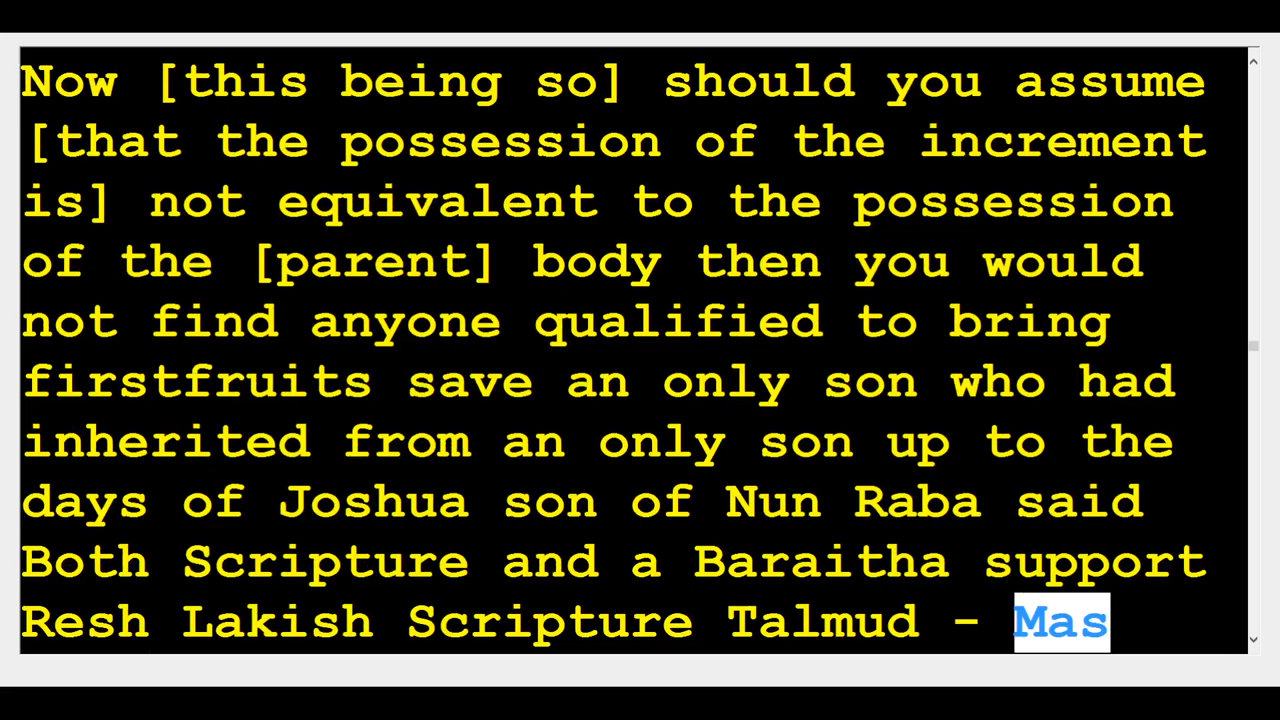 Now [this being so] should you assume
[that the possession of the increment
is] not equivalent to the possession
of the [parent] body then you would
not find anyone qualified to bring
firstfruits save an only son who had
inherited from an only son up to the
days of Joshua son of Nun Raba said
Both Scripture and a Baraitha support
Resh Lakish Scripture Talmud - Mas